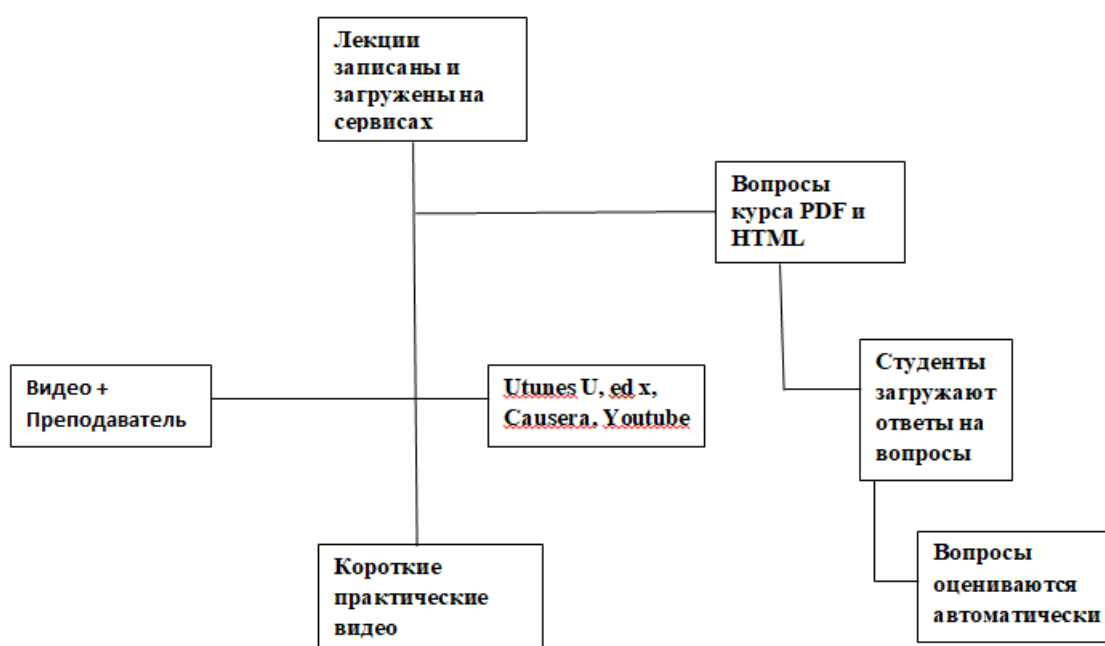 Лекции
записаны и
загружены на
сервисах
Вопросы
курса PDF и
HTML
Видео +
Преподаватель
Utunes U, ed x,
Causera, Youtube
Студенты
загружают
ответы на
вопросы
Короткие
практические
видео
Вопросы
оцениваются
автоматически